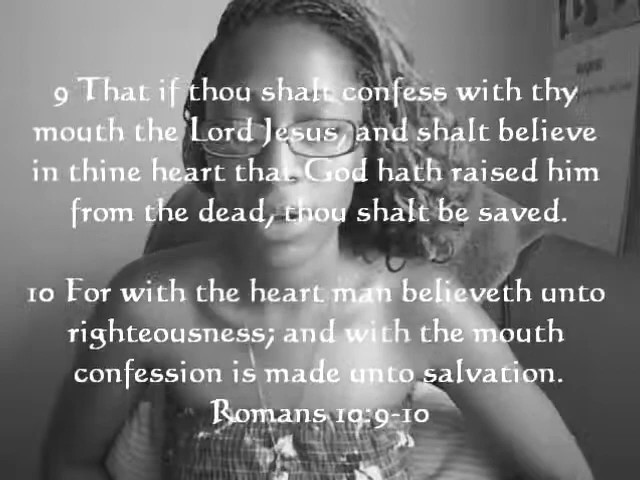 9 That if thou shalt confess with thy
mouth the Lord Jesus, and shalt believe
in thine heart that God hath raised him
from the dead, thou shalt be saved.
10 For with the heart man believeth unto
righteousness; and with the mouth
confession is made unto salvation.
Romans 10:9-10